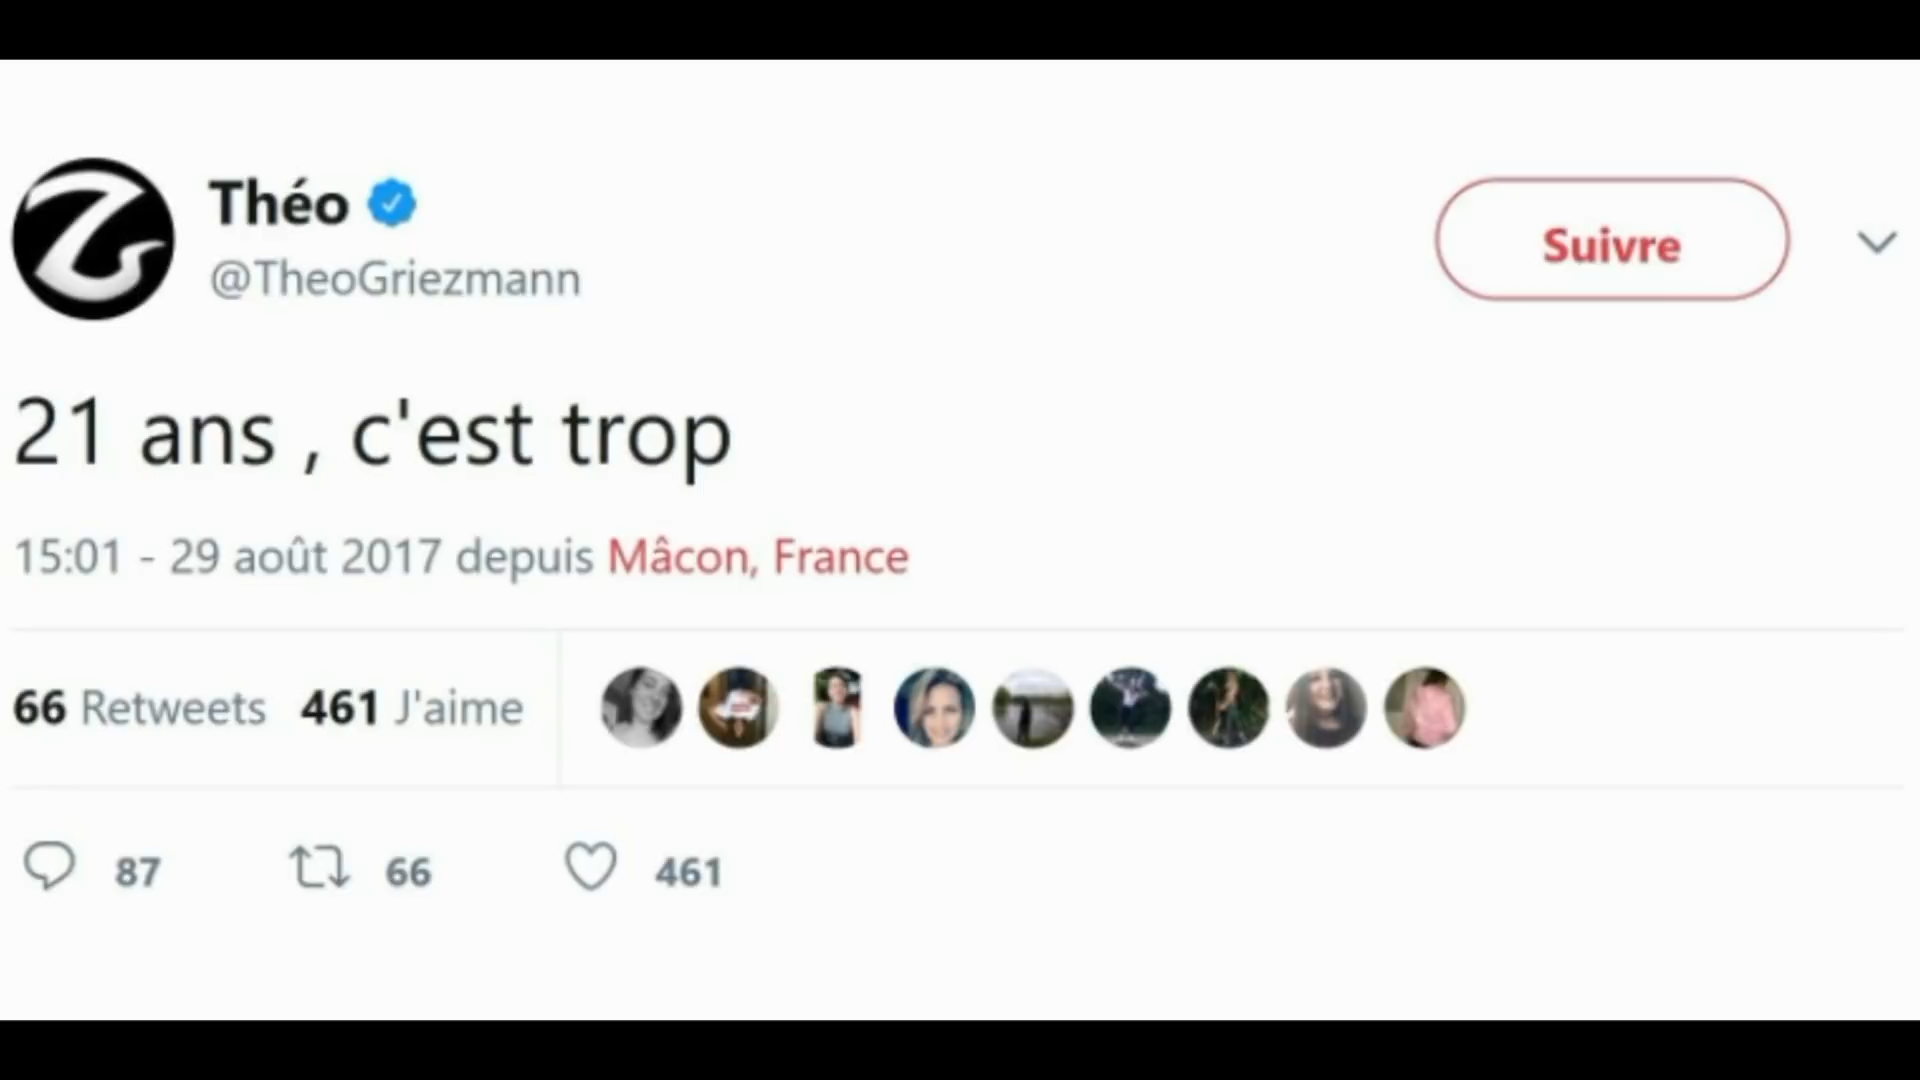 Théo
@TheoGriezmann
Suivre
21 ans , c'est trop
15:01 - 29 août 2017 depuis Mâcon, France
66 Retweets 461 J'aime
87 66 461